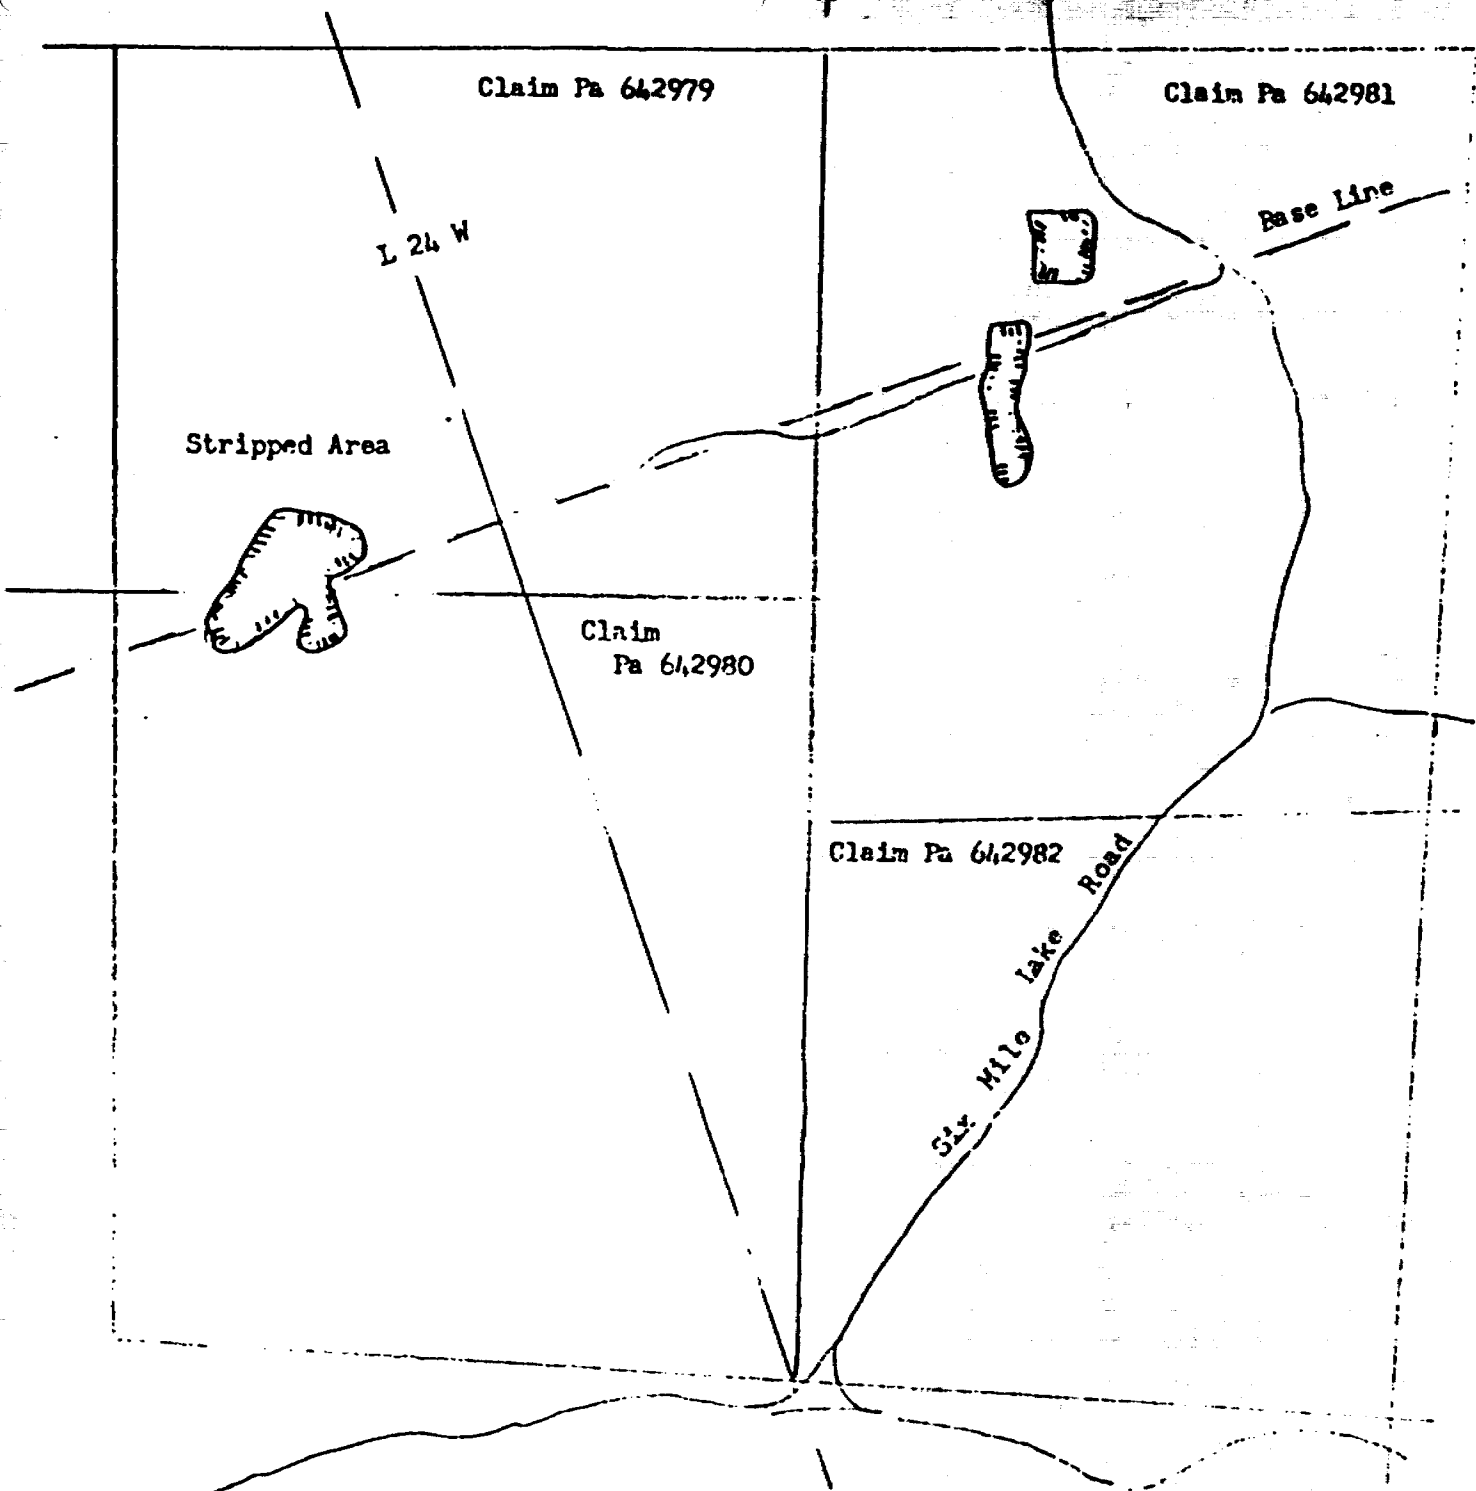 Claim Pa 642979
Claim Pa 642981
Base Line
L 24 W
Stripped Area
Claim
Pa 642980
Claim Pa 642982
Six Mile Lake Road